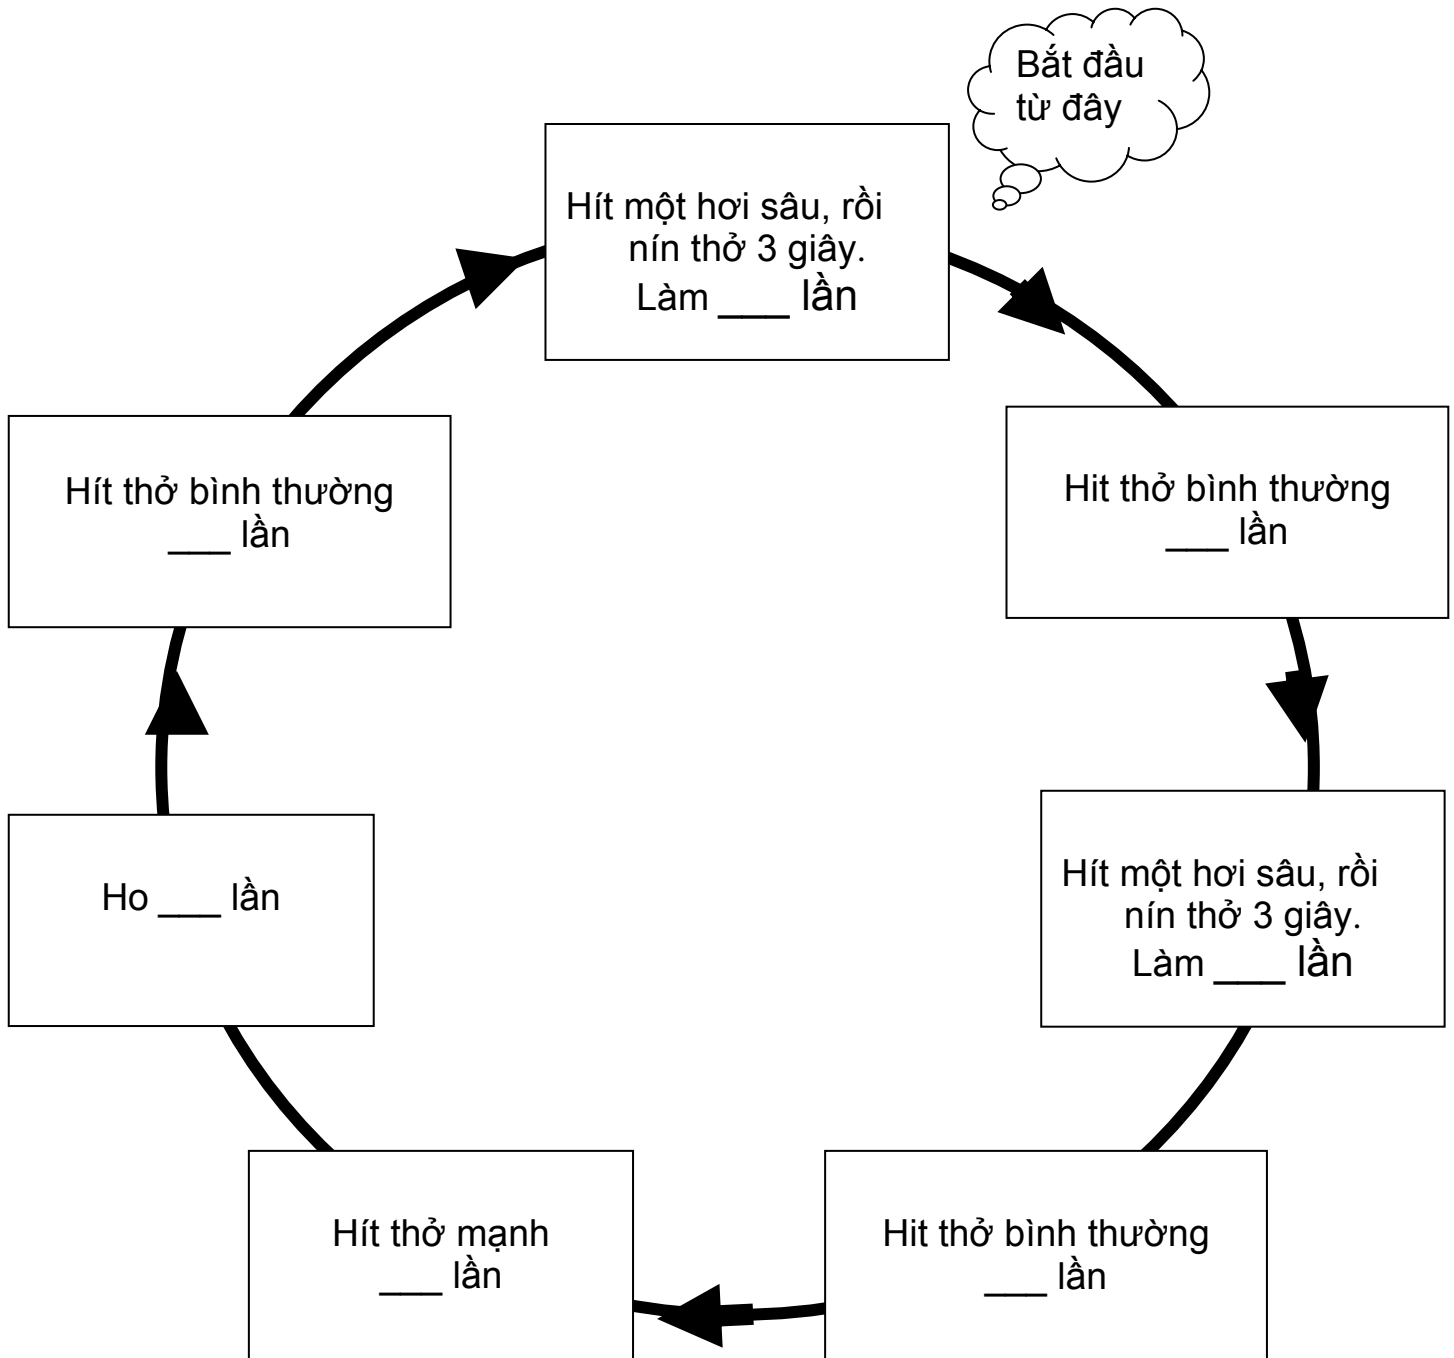 Bắt đầu
từ đây
Hít một hơi sâu, rồi
nín thở 3 giây.
Làm ___ lần
Hit thở bình thường
___ lần
Hít một hơi sâu, rồi
nín thở 3 giây.
Làm ___ lần
Hit thở bình thường
___ lần
Hít thở mạnh
___ lần
Ho ___ lần
Hít thở bình thường
___ lần